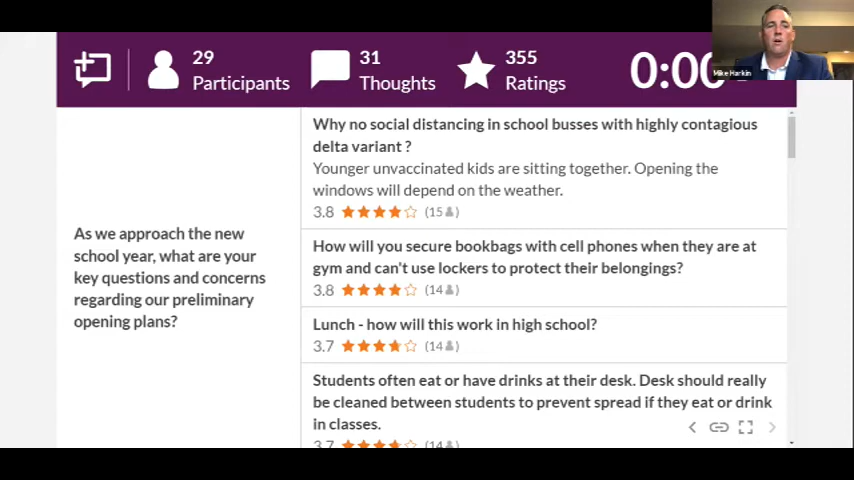 29
Participants
31
Thoughts
355
Ratings
0:00
Mike Harkin
As we approach the new
school year, what are your
key questions and concerns
regarding our preliminary
opening plans?
Why no social distancing in school busses with highly contagious
delta variant ?
Younger unvaccinated kids are sitting together. Opening the
windows will depend on the weather.
3.8 (15)
How will you secure bookbags with cell phones when they are at
gym and can't use lockers to protect their belongings?
3.8 (14)
Lunch - how will this work in high school?
3.7 (14)
Students often eat or have drinks at their desk. Desk should really
be cleaned between students to prevent spread if they eat or drink
in classes.
3.7 (14)